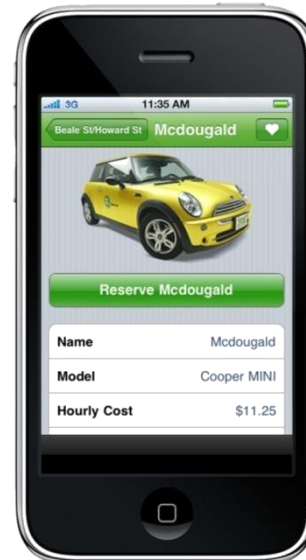 3G 11:35 AM
Beale St/Howard St Mcdougald
Reserve Mcdougald
Name Mcdougald
Model Cooper MINI
Hourly Cost $11.25